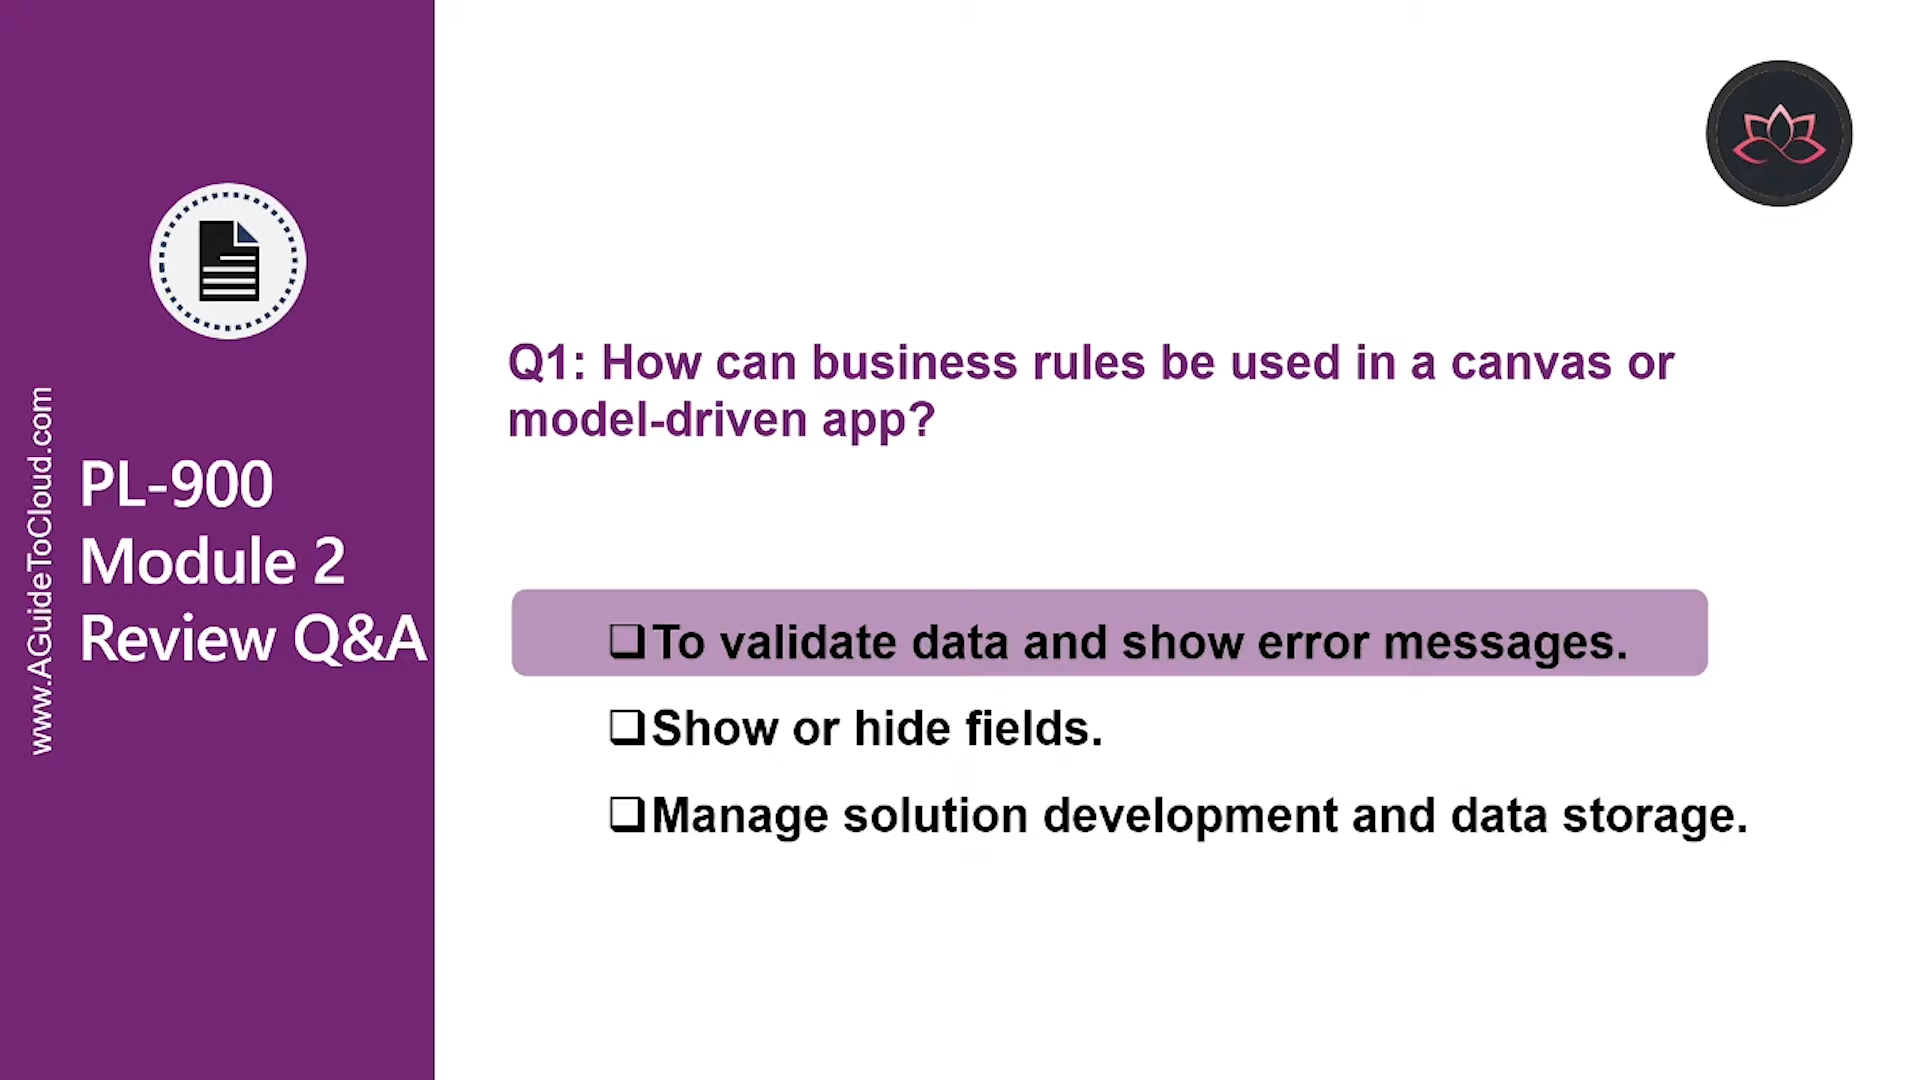 www.AGuideToCloud.com
PL-900
Module 2
Review Q&A
Q1: How can business rules be used in a canvas or
model-driven app?
❑To validate data and show error messages.
❑Show or hide fields.
❑Manage solution development and data storage.